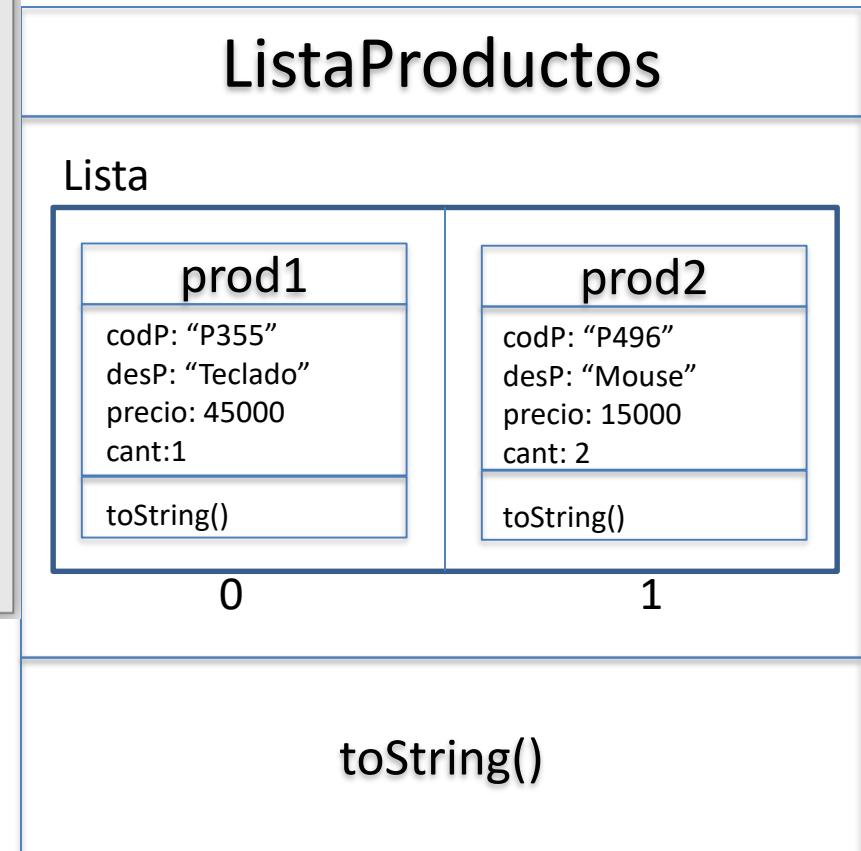 ListaProductos
Lista
prod1
codP: “P355”
desP: “Teclado”
precio: 45000
cant:1
toString()
prod2
codP: “P496”
desP: “Mouse”
precio: 15000
cant: 2
toString()
0
1
toString()